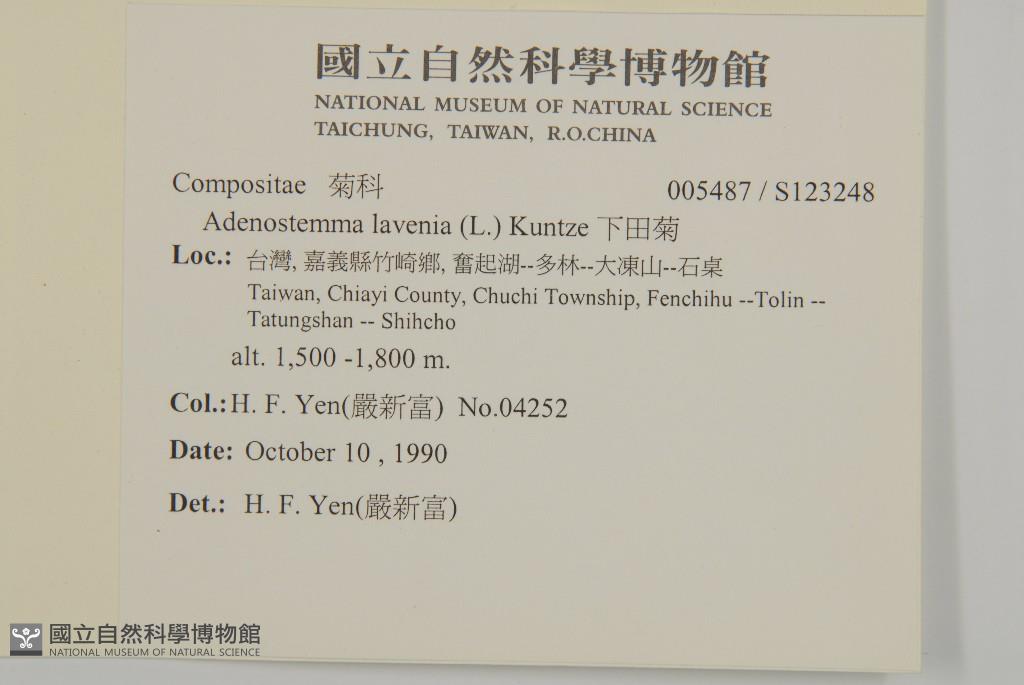 國立自然科學博物館
NATIONAL MUSEUM OF NATURAL SCIENCE
TAICHUNG, TAIWAN, R.O.CHINA
Compositae 菊科 005487 / S123248
Adenostemma lavenia (L.) Kuntze 下田菊
Loc.: 台灣, 嘉義縣竹崎鄉, 奮起湖--多林--大凍山--石桌
Taiwan, Chiayi County, Chuchi Township, Fenchihu --Tolin --
Tatungshan -- Shihcho
alt. 1,500 -1,800 m.
Col.: H. F. Yen(嚴新富) No.04252
Date: October 10 , 1990
Det.: H. F. Yen(嚴新富)
國立自然科學博物館
NATIONAL MUSEUM OF NATURAL SCIENCE